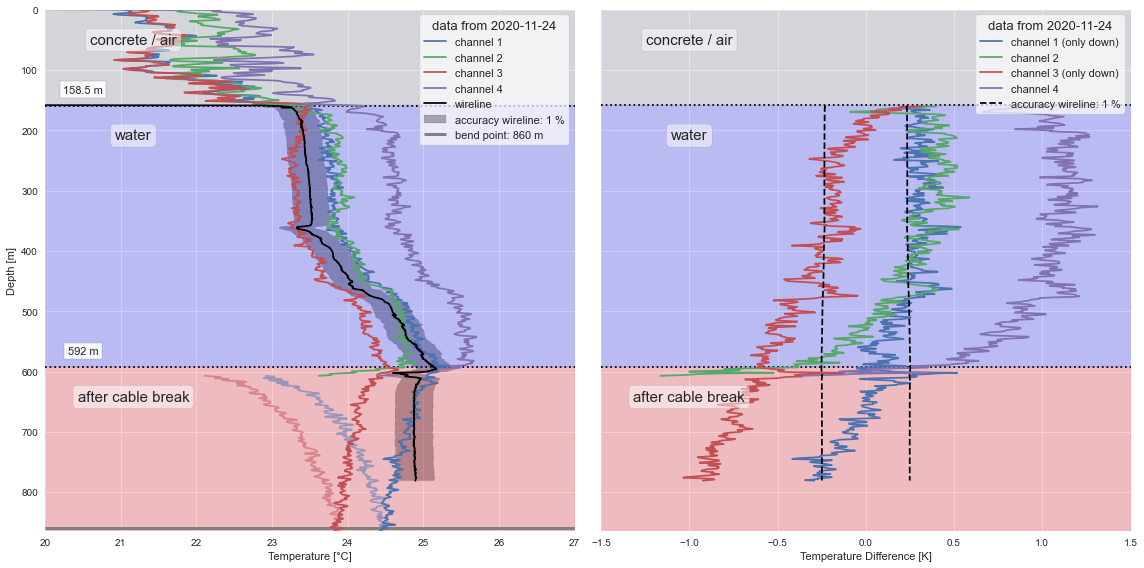 data from 2020-11-24
channel 1
channel 2
channel 3
channel 4
wireline
accuracy wireline: 1 %
bend point: 860 m
concrete / air
158.5 m
water
592 m
after cable break
0
100
200
300
400
500
600
700
800
Depth [m]
20
21
22
23
24
25
26
27
Temperature [°C]
data from 2020-11-24
channel 1 (only down)
channel 2
channel 3 (only down)
channel 4
accuracy wireline: 1 %
concrete / air
water
after cable break
−1.5
−1.0
−0.5
0.0
0.5
1.0
1.5
Temperature Difference [K]